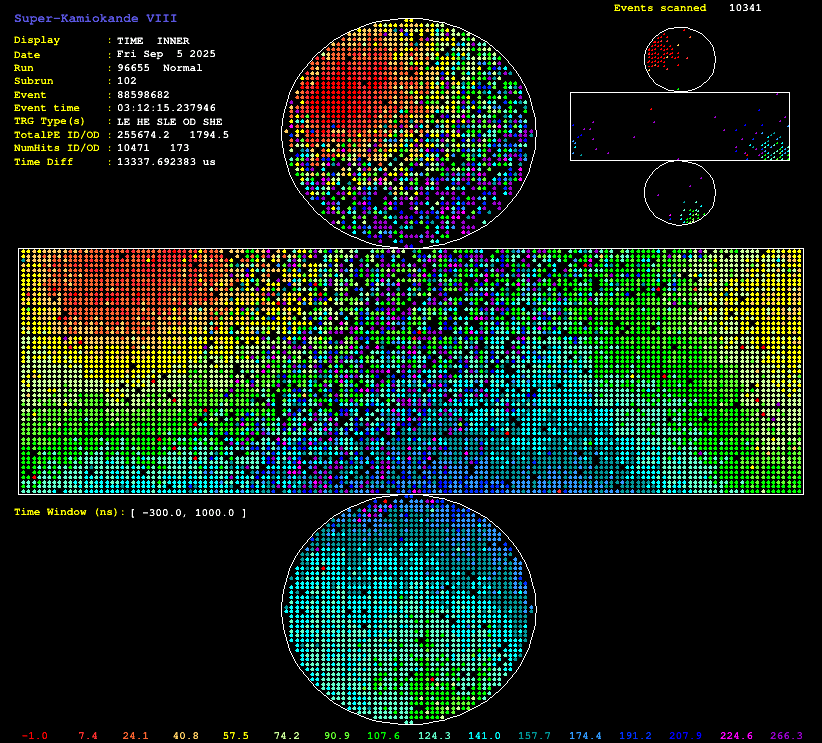 Super-Kamiokande VIII
Events scanned 10341
Display : TIME INNER
Date : Fri Sep 5 2025
Run : 96655 Normal
Subrun : 102
Event : 88598682
Event time : 03:12:15.237946
TRG Type(s) : LE HE SLE OD SHE
TotalPE ID/OD : 255674.2 1794.5
NumHits ID/OD : 10471 173
Time Diff : 13337.692383 us
Time Window (ns): [ -300.0, 1000.0 ]
-1.0 7.4 24.1 40.8 57.5 74.2 90.9 107.6 124.3 141.0 157.7 174.4 191.2 207.9 224.6 266.3